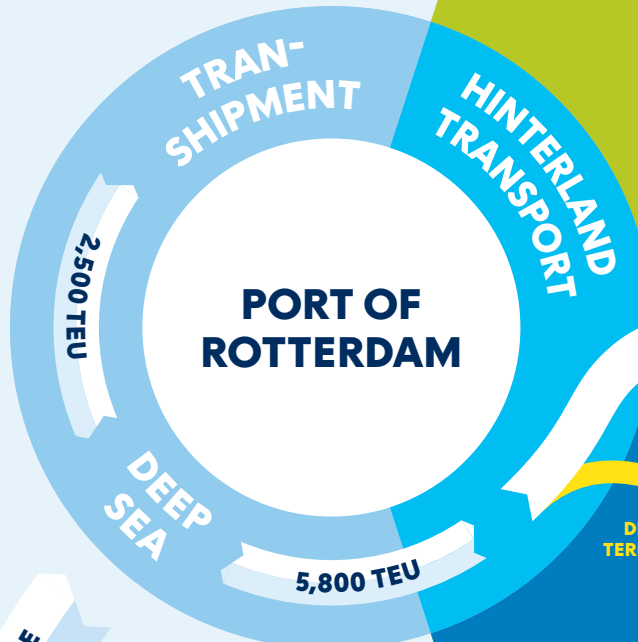 TRAN-
SHIPMENT
HINTERLAND
TRANSPORT
2,500 TEU
PORT OF
ROTTERDAM
DEEP
SEA
5,800 TEU